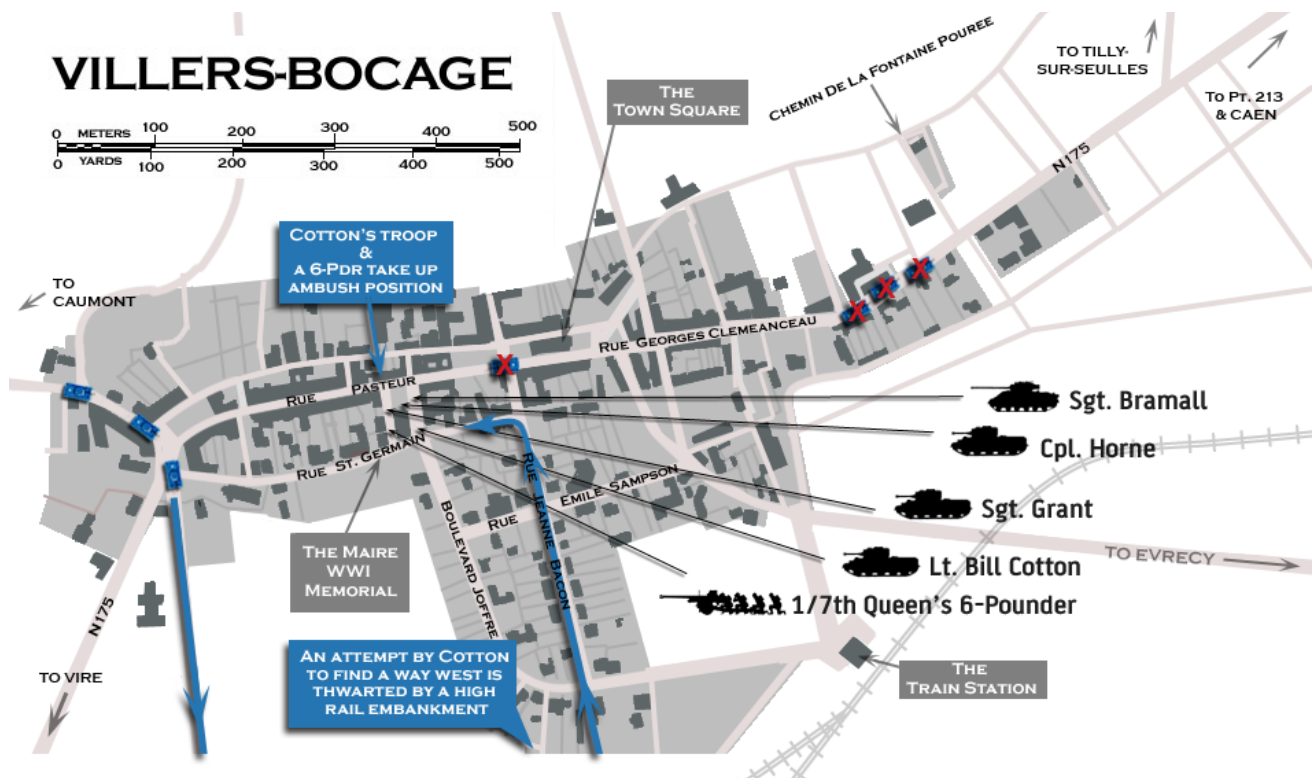 VILLERS-BOCAGE
0 METERS 100 200 300 400 500
0 YARDS 100 200 300 400 500
THE
TOWN SQUARE
CHEMIN DE LA FONTAINE POUREE
TO TILLY-
SUR-SEULLES
TO PT. 213
& CAEN
N175
COTTON'S TROOP
&
A 6-PDR TAKE UP
AMBUSH POSITION
TO
CAUMONT
RUE GEORGES CLEMEANCEAU
RUE PASTEUR
RUE ST. GERMAIN
Sgt. Bramall
Cpl. Horne
Sgt. Grant
Lt. Bill Cotton
1/7th Queen's 6-Pounder
RUE JEANNE BACON
RUE EMILE SAMPSON
BOULEVARD JOFFRE
THE MAIRE
WWI
MEMORIAL
TO EVRECY
N175
TO VIRE
AN ATTEMPT BY COTTON
TO FIND A WAY WEST IS
THWARTED BY A HIGH
RAIL EMBANKMENT
THE
TRAIN STATION